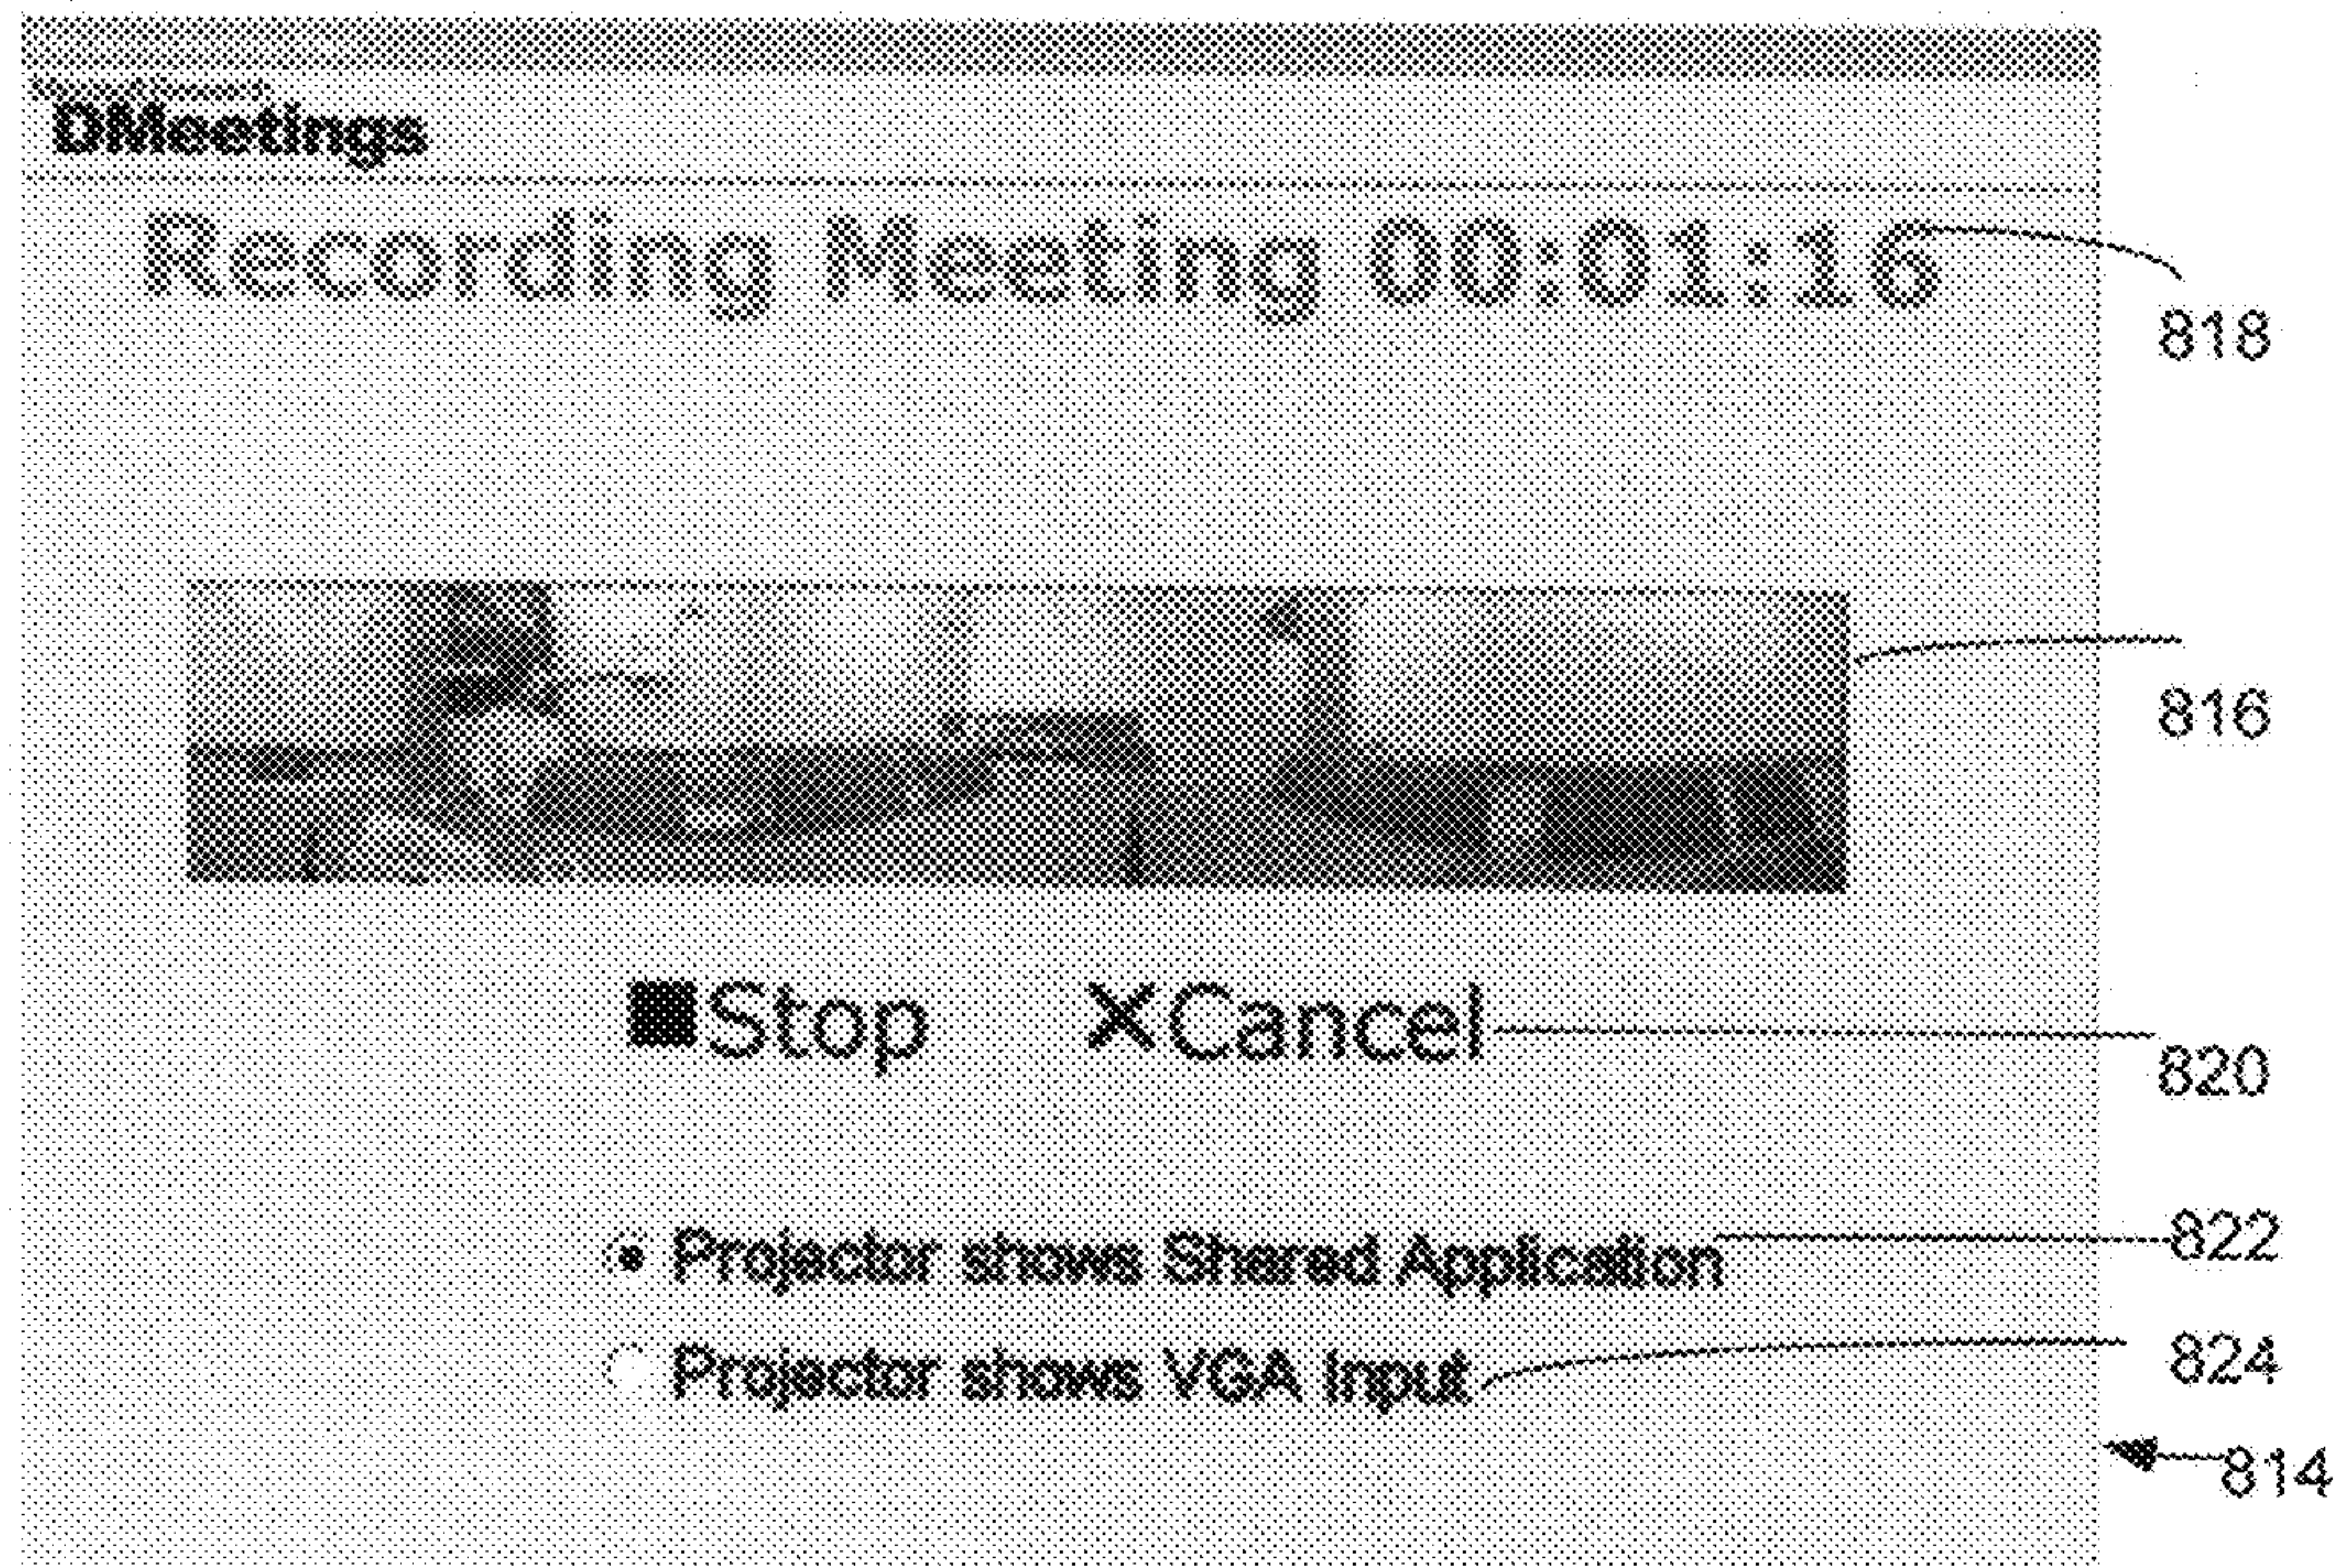 DMeetings
Recording Meeting 00:01:16
818
816
■Stop ✕Cancel
820
Projector shows Shared Application
822
Projector shows VGA Input
824
814